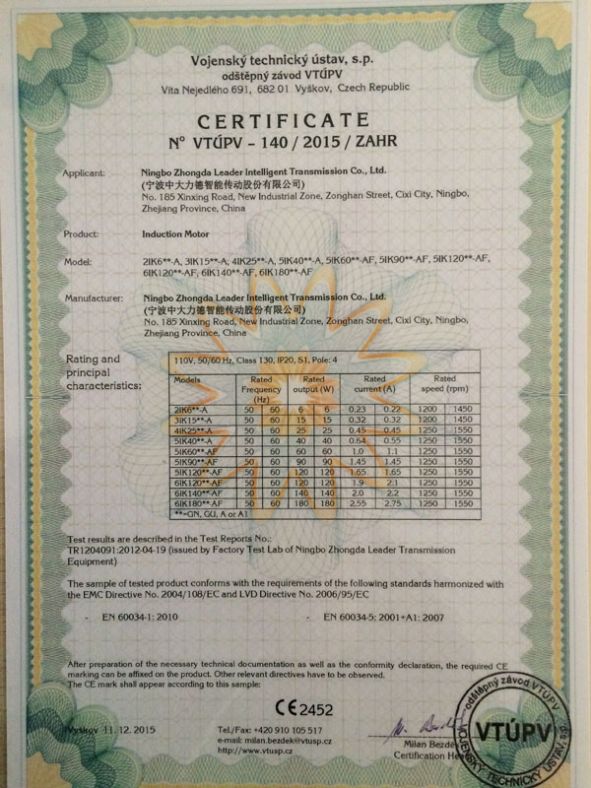 Vojenský technický ústav, s.p.
odštěpný závod VTÚPV
Víta Nejedlého 691, 682 01 Vyškov, Czech Republic
CERTIFICATE
Nº VTÚPV - 140 / 2015 / ZAHR
Applicant: Ningbo Zhongda Leader Intelligent Transmission Co., Ltd.
(宁波中大力德智能传动股份有限公司)
No. 185 Xinxing Road, New Industrial Zone, Zonghan Street, Cixi City, Ningbo,
Zhejiang Province, China
Product: Induction Motor
Model: 2IK6**-A, 3IK15**-A, 4IK25**-A, 5IK40**-A, 5IK60**-AF, 5IK90**-AF, 5IK120**-AF,
6IK120**-AF, 6IK140**-AF, 6IK180**-AF
Manufacturer: Ningbo Zhongda Leader Intelligent Transmission Co., Ltd.
(宁波中大力德智能传动股份有限公司)
No. 185 Xinxing Road, New Industrial Zone, Zonghan Street, Cixi City, Ningbo,
Zhejiang Province, China
Rating and
principal
characteristics:
110V, 50/60 Hz, Class 130, IP20, S1, Pole: 4
Models Rated Frequency (Hz) Rated output (W) Rated current (A) Rated speed (rpm)
2IK6**-A 50 60 6 6 0.23 0.22 1200 1450
3IK15**-A 50 60 15 15 0.32 0.32 1200 1450
4IK25**-A 50 60 25 25 0.45 0.45 1250 1550
5IK40**-A 50 60 40 40 0.64 0.55 1250 1550
5IK60**-AF 50 60 60 60 1.0 1.1 1250 1550
5IK90**-AF 50 60 90 90 1.45 1.45 1250 1550
5IK120**-AF 50 60 120 120 1.65 1.65 1250 1550
6IK120**-AF 50 60 120 120 1.9 2.1 1250 1550
6IK140**-AF 50 60 140 140 2.0 2.2 1250 1550
6IK180**-AF 50 60 180 180 2.55 2.75 1250 1550
**=GN, GU, A or A1
Test results are described in the Test Reports No.:
TR1204091:2012-04-19 (issued by Factory Test Lab of Ningbo Zhongda Leader Transmission
Equipment)
The sample of tested product conforms with the requirements of the following standards harmonized with
the EMC Directive No. 2004/108/EC and LVD Directive No. 2006/95/EC
- EN 60034-1: 2010 - EN 60034-5: 2001+A1: 2007
After preparation of the necessary technical documentation as well as the conformity declaration, the required CE
marking can be affixed on the product. Other relevant directives have to be observed.
The CE mark shall appear according to this sample:
CE 2452
Vyškov 11. 12. 2015
Tel./Fax: +420 910 105 517
e-mail: milan.bezdek@vtusp.cz
http://www.vtusp.cz
Milan
Certification
odštěpný závod VTÚPV
VTÚPV
VOJENSKÝ TECHNICKÝ ÚSTAV, s.p.